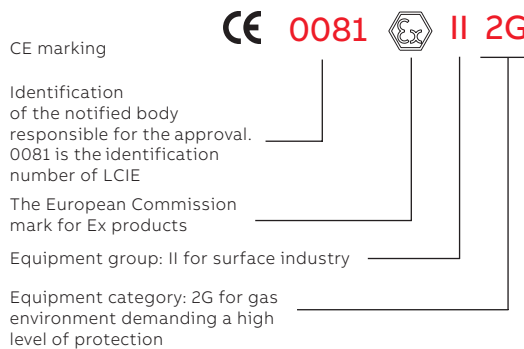 CE 0081 Ex II 2G
CE marking
Identification
of the notified body
responsible for the approval.
0081 is the identification
number of LCIE
The European Commission
mark for Ex products
Equipment group: II for surface industry
Equipment category: 2G for gas
environment demanding a high
level of protection